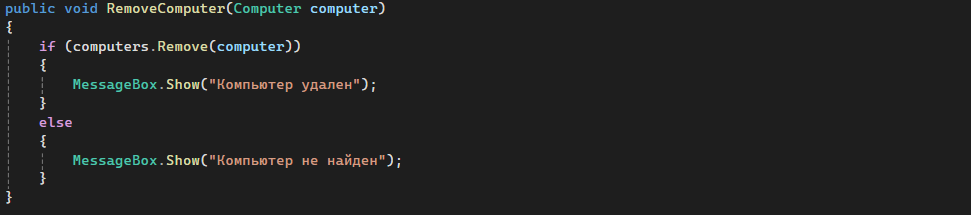 public void RemoveComputer(Computer computer)
{
if (computers.Remove(computer))
{
MessageBox.Show("Компьютер удален");
}
else
{
MessageBox.Show("Компьютер не найден");
}
}